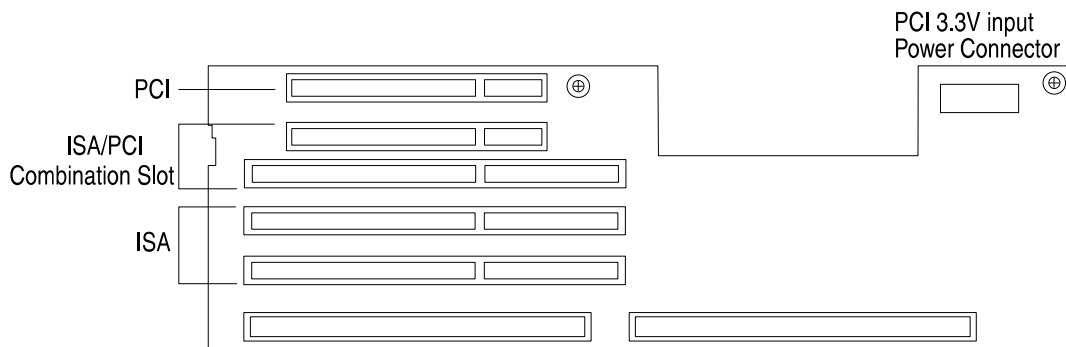 PCI 3.3V input
Power Connector
PCI
ISA/PCI
Combination Slot
ISA